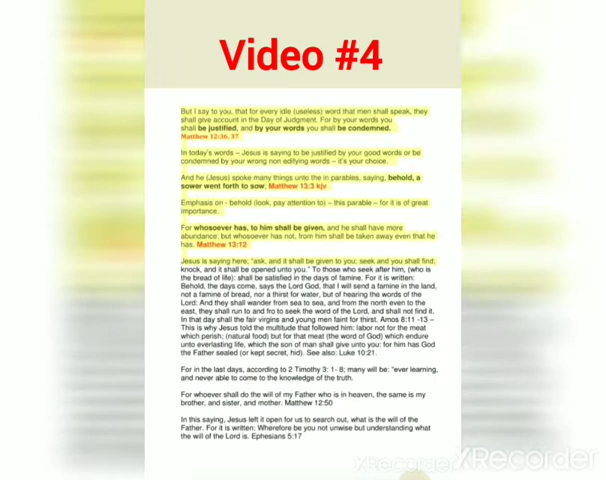 Video #4
But I say to you, that for every idle (useless) word that men shall speak, they
shall give account in the Day of Judgment. For by your words you
shall be justified, and by your words you shall be condemned.
Matthew 12:36, 37
In today's words – Jesus is saying to be justified by your good words or be
condemned by your wrong non edifying words – it's your choice.
And he (Jesus) spoke many things unto the in parables, saying, behold, a
sower went forth to sow; Matthew 13:3 kjv
Emphasis on - behold (look, pay attention to) – this parable – for it is of great
importance.
For whosoever has, to him shall be given, and he shall have more
abundance: but whosoever has not, from him shall be taken away even that he
has. Matthew 13:12
Jesus is saying here; "ask, and it shall be given to you; seek and you shall find;
knock, and it shall be opened unto you." To those who seek after him, (who is
the bread of life): shall be satisfied in the days of famine. For it is written:
Behold, the days come, says the Lord God, that I will send a famine in the land,
not a famine of bread, nor a thirst for water, but of hearing the words of the
Lord: And they shall wander from sea to sea, and from the north even to the
east, they shall run to and fro to seek the word of the Lord, and shall not find it.
In that day shall the fair virgins and young men faint for thirst. Amos 8:11 -13 –
This is why Jesus told the multitude that followed him: labor not for the meat
which perish; (natural food) but for that meat (the word of God) which endure
unto everlasting life, which the son of man shall give unto you: for him has God
the Father sealed (or kept secret, hid). See also: Luke 10:21.
For in the last days, according to 2 Timothy 3: 1- 8; many will be: "ever learning,
and never able to come to the knowledge of the truth.
For whoever shall do the will of my Father who is in heaven, the same is my
brother, and sister, and mother. Matthew 12:50
In this saying, Jesus left it open for us to search out, what is the will of the
Father. For it is written: Wherefore be you not unwise but understanding what
the will of the Lord is. Ephesians 5:17
XRecorder XRecorder